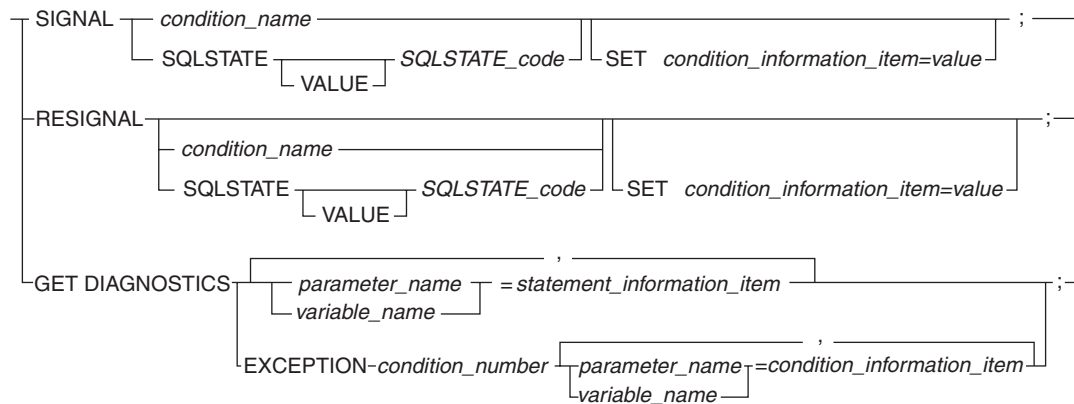 SIGNAL condition_name ;
SQLSTATE VALUE SQLSTATE_code SET condition_information_item=value
RESIGNAL ;
condition_name
SQLSTATE VALUE SQLSTATE_code SET condition_information_item=value
,
GET DIAGNOSTICS parameter_name =statement_information_item ;
variable_name
,
EXCEPTION condition_number parameter_name =condition_information_item
variable_name